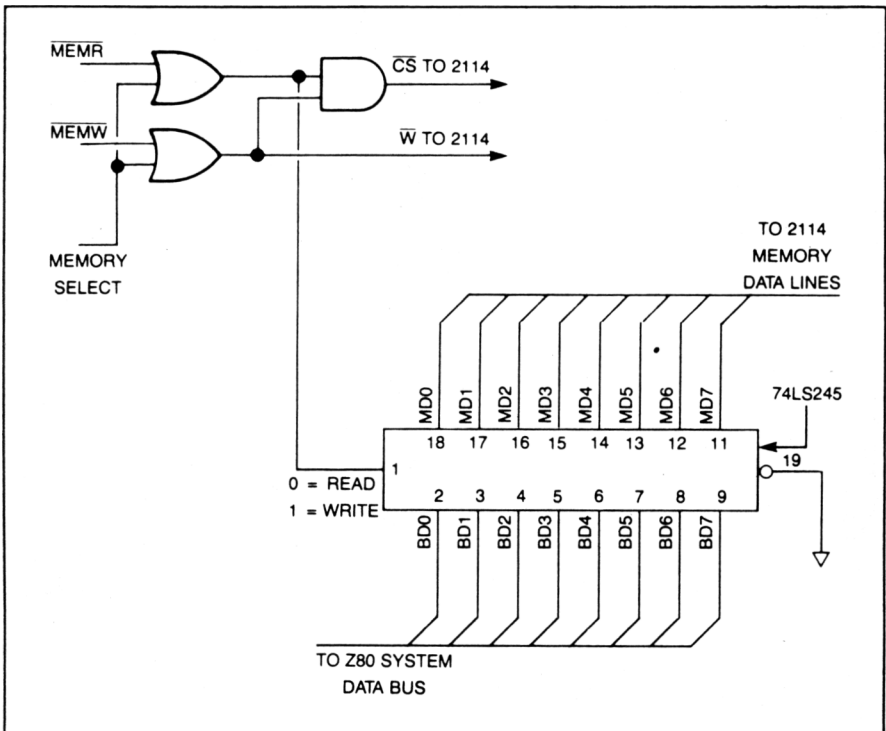 MEMR
CS TO 2114
MEMW
W TO 2114
MEMORY
SELECT
TO 2114
MEMORY
DATA LINES
74LS245
MD0 MD1 MD2 MD3 MD4 MD5 MD6 MD7
18 17 16 15 14 13 12 11
19
1
0 = READ
1 = WRITE
2 3 4 5 6 7 8 9
BD0 BD1 BD2 BD3 BD4 BD5 BD6 BD7
TO Z80 SYSTEM
DATA BUS